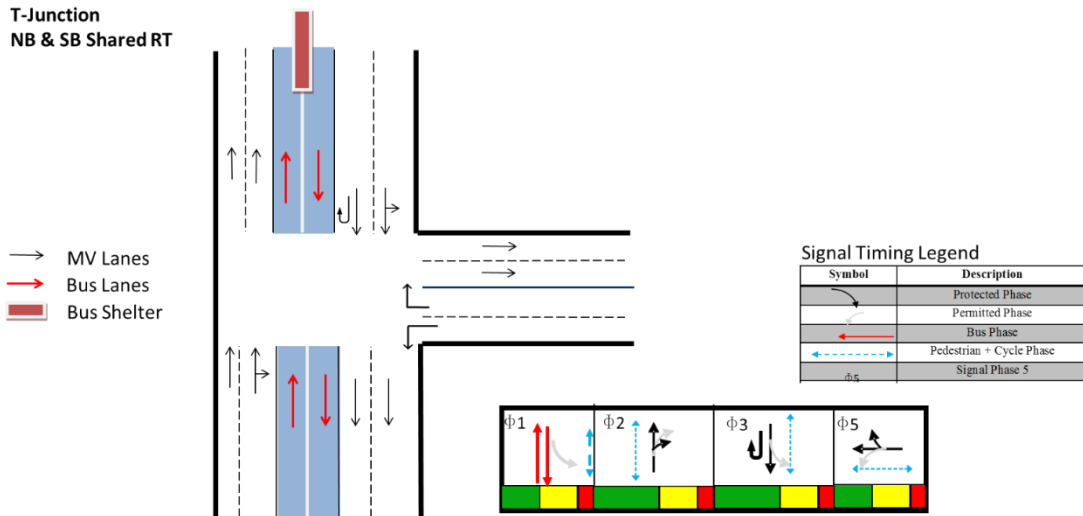 T-Junction
NB & SB Shared RT
MV Lanes
Bus Lanes
Bus Shelter
Signal Timing Legend
Symbol Description
Protected Phase
Permitted Phase
Bus Phase
Pedestrian + Cycle Phase
Φ5 Signal Phase 5
Φ1 Φ2 Φ3 Φ5